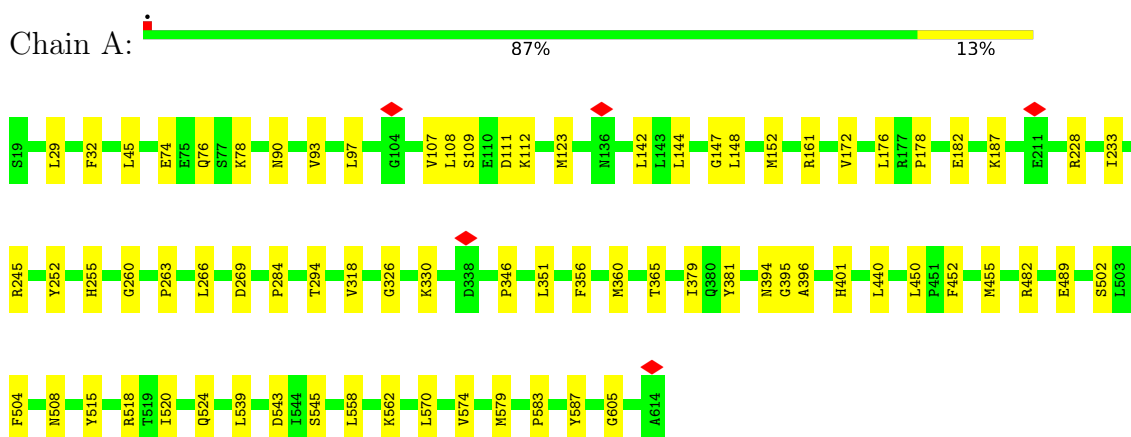 Chain A:
87% 13%
S19 L29 F32 L45 E74 E75 Q76 S77 K78 N90 V93 L97 G104 V107 L108 S109 E110 D111 K112 M123 N136 L142 L143 L144 G147 L148 M152 R161 V172 L176 R177 P178 E182 K187 E211 R228 I233
R245 Y252 H255 G260 P263 L266 D269 P284 T294 V318 G326 K330 D338 P346 L351 F356 M360 T365 I379 Q380 Y381 N394 G395 A396 H401 L440 L450 P451 F452 M455 R482 E489 S502 L503
F504 N508 Y515 R518 T519 I520 Q524 L539 D543 I544 S545 L558 K562 L570 V574 M579 P583 Y587 G605 A614